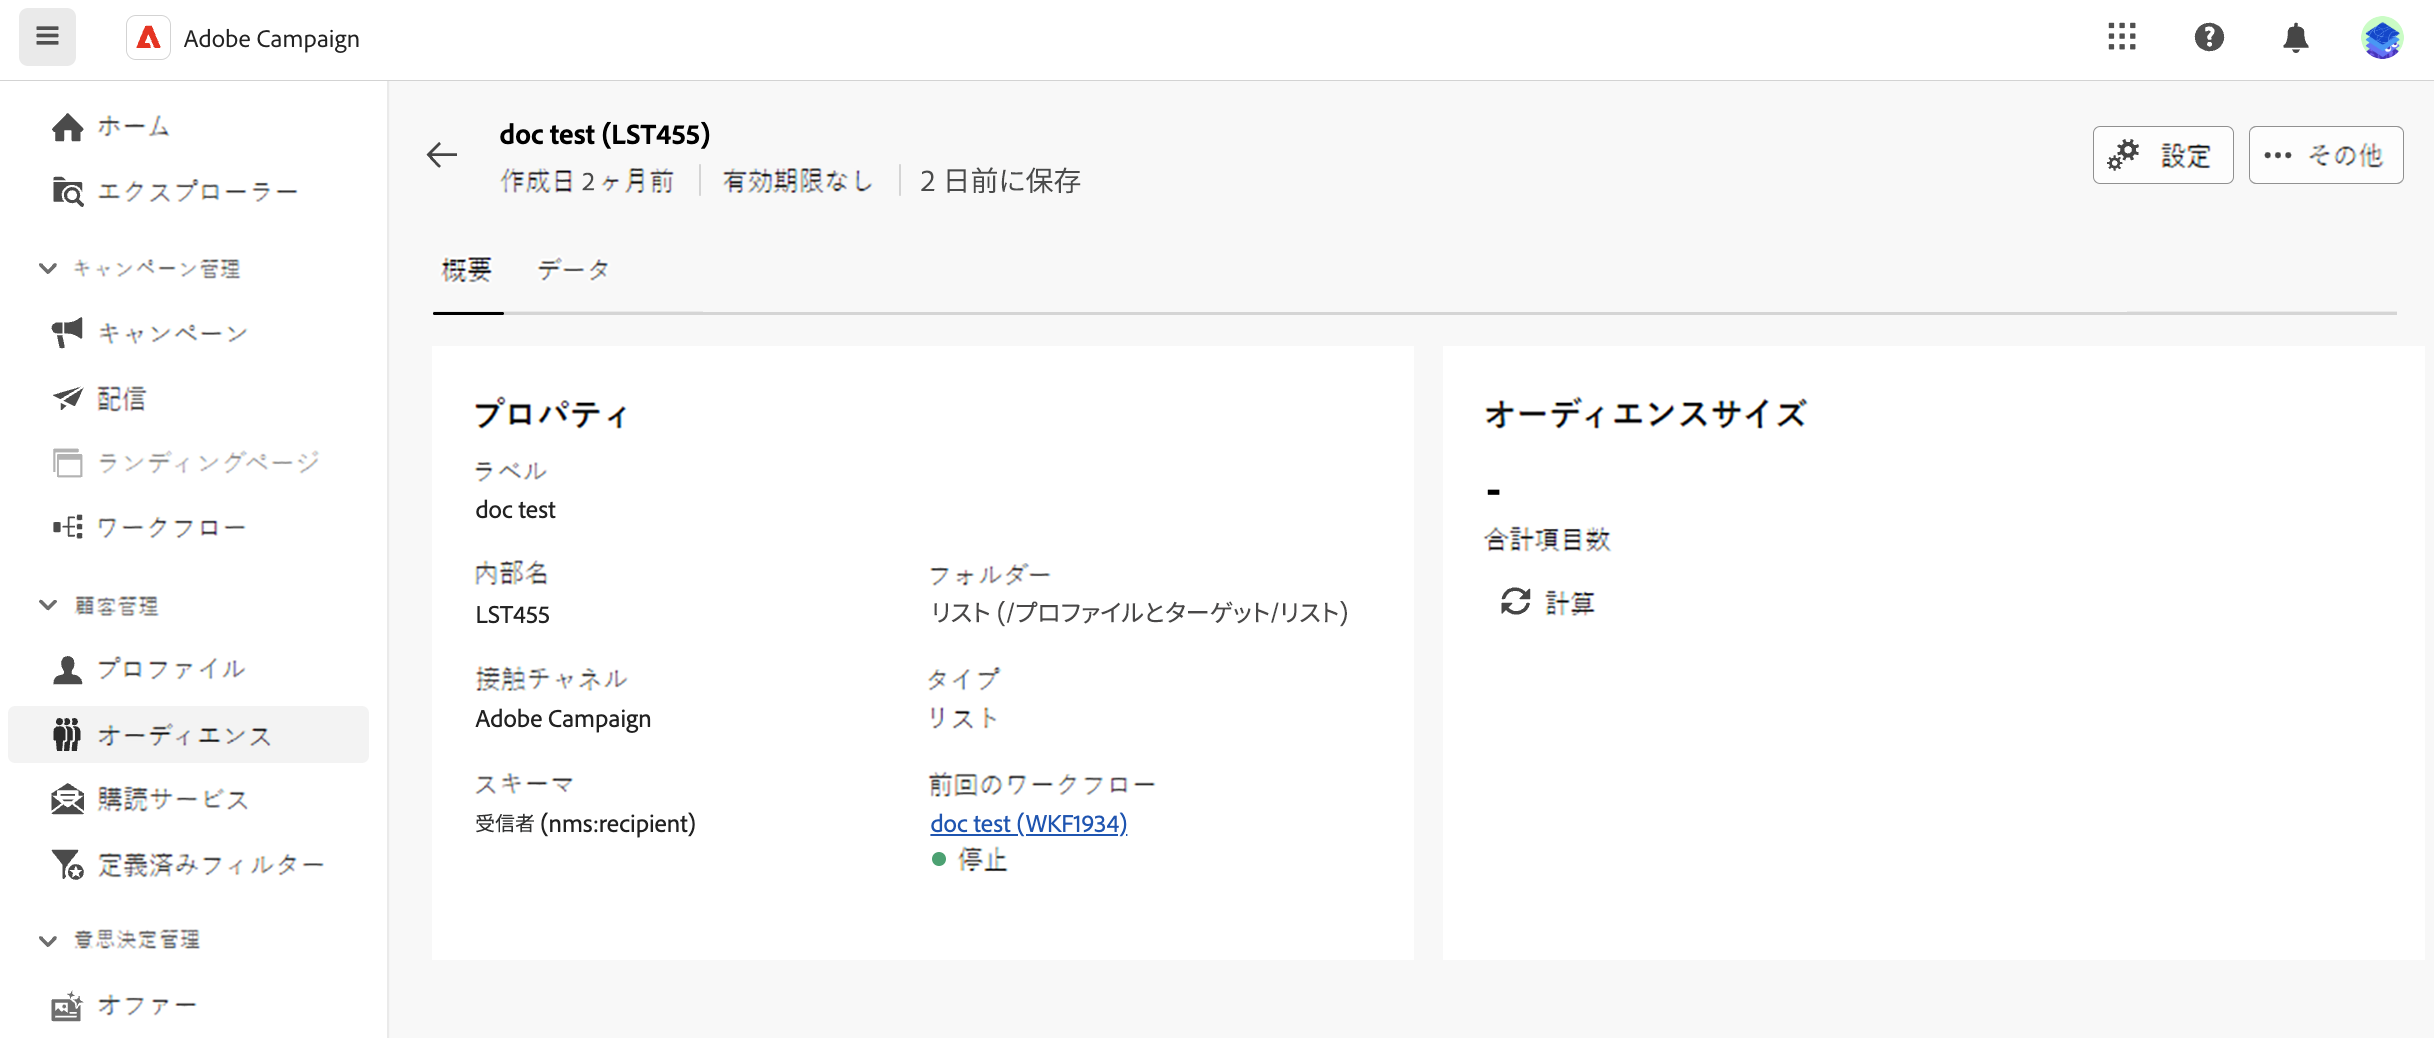 Adobe Campaign
ホーム
エクスプローラー
キャンペーン管理
キャンペーン
配信
ランディングページ
ワークフロー
顧客管理
プロファイル
オーディエンス
購読サービス
定義済みフィルター
意思決定管理
オファー
doc test (LST455)
作成日 2 ヶ月前 有効期限なし 2 日前に保存
設定
その他
概要 データ
プロパティ
ラベル
doc test
内部名
LST455
フォルダー
リスト (/プロファイルとターゲット/リスト)
接触チャネル
Adobe Campaign
タイプ
リスト
スキーマ
受信者 (nms:recipient)
前回のワークフロー
doc test (WKF1934)
停止
オーディエンスサイズ
-
合計項目数
計算